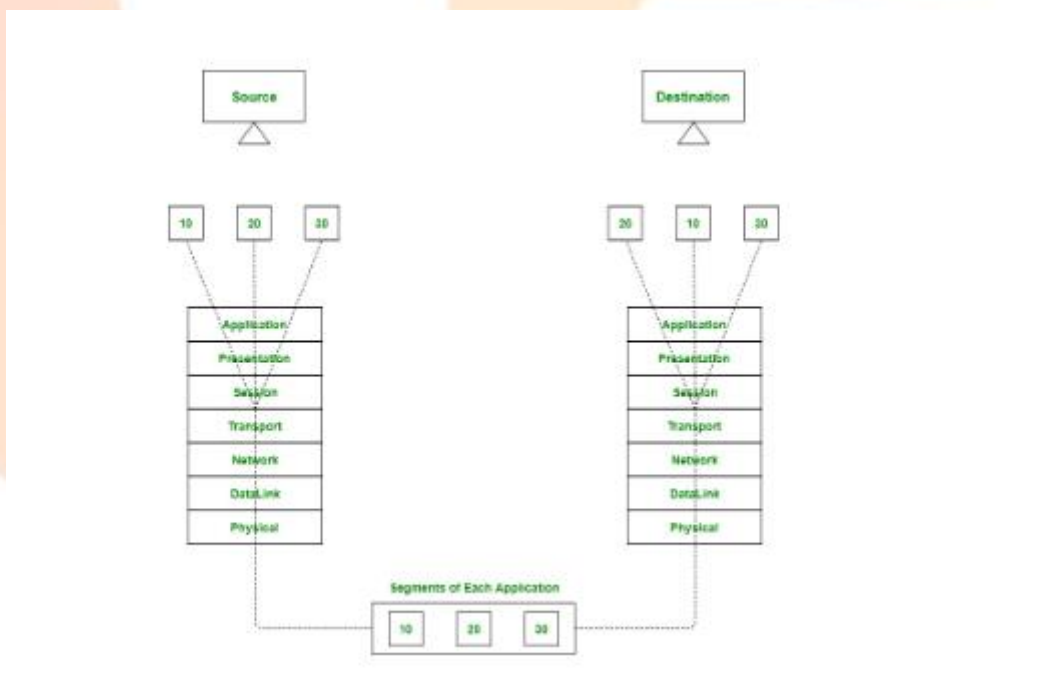 Source
Destination
10 20 30
20 10 30
Application
Presentation
Session
Transport
Network
DataLink
Physical
Application
Presentation
Session
Transport
Network
DataLink
Physical
Segments of Each Application
10 20 30